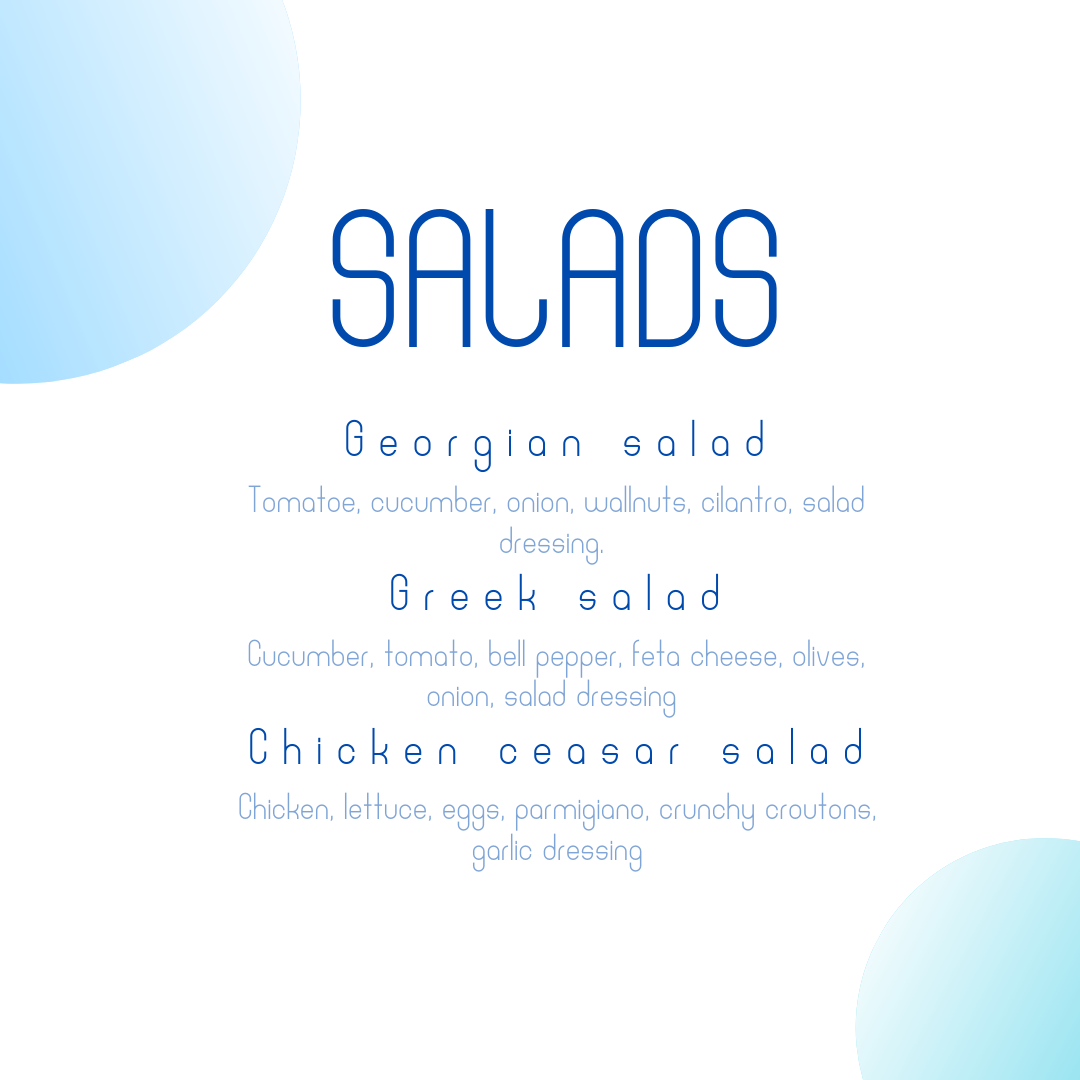 SALADS
Georgian salad
Tomatoe, cucumber, onion, wallnuts, cilantro, salad
dressing.
Greek salad
Cucumber, tomato, bell pepper, feta cheese, olives,
onion, salad dressing
Chicken ceasar salad
Chicken, lettuce, eggs, parmigiano, crunchy croutons,
garlic dressing